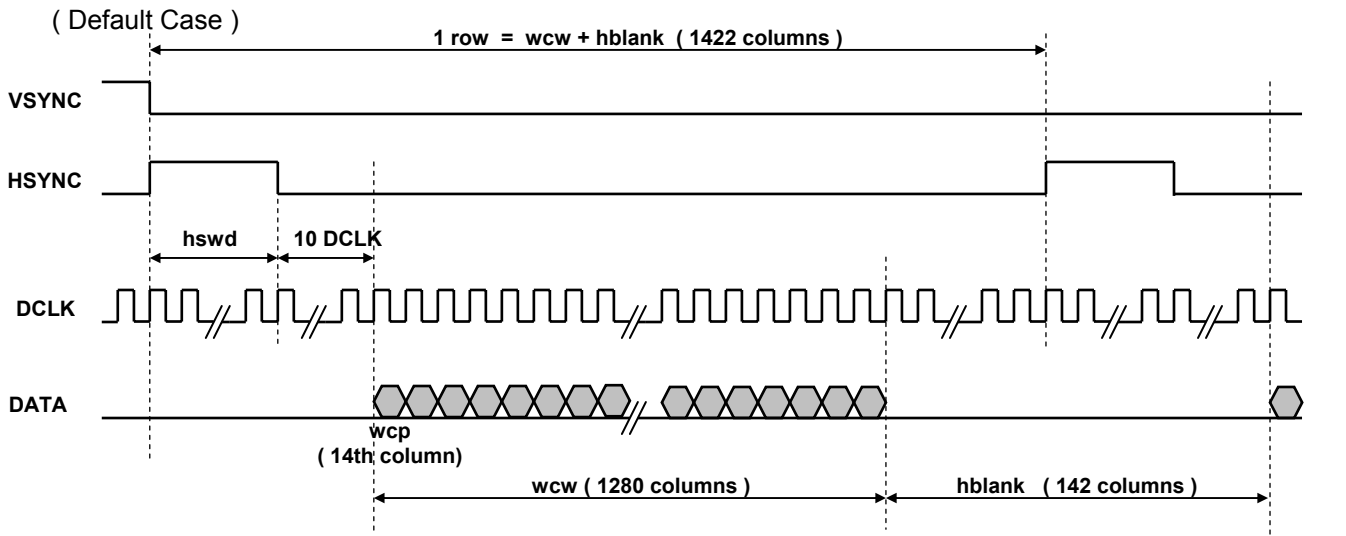 ( Default Case )
1 row = wcw + hblank ( 1422 columns )
VSYNC
HSYNC
hswd
10 DCLK
DCLK
DATA
wcp
( 14th column)
wcw ( 1280 columns )
hblank ( 142 columns )